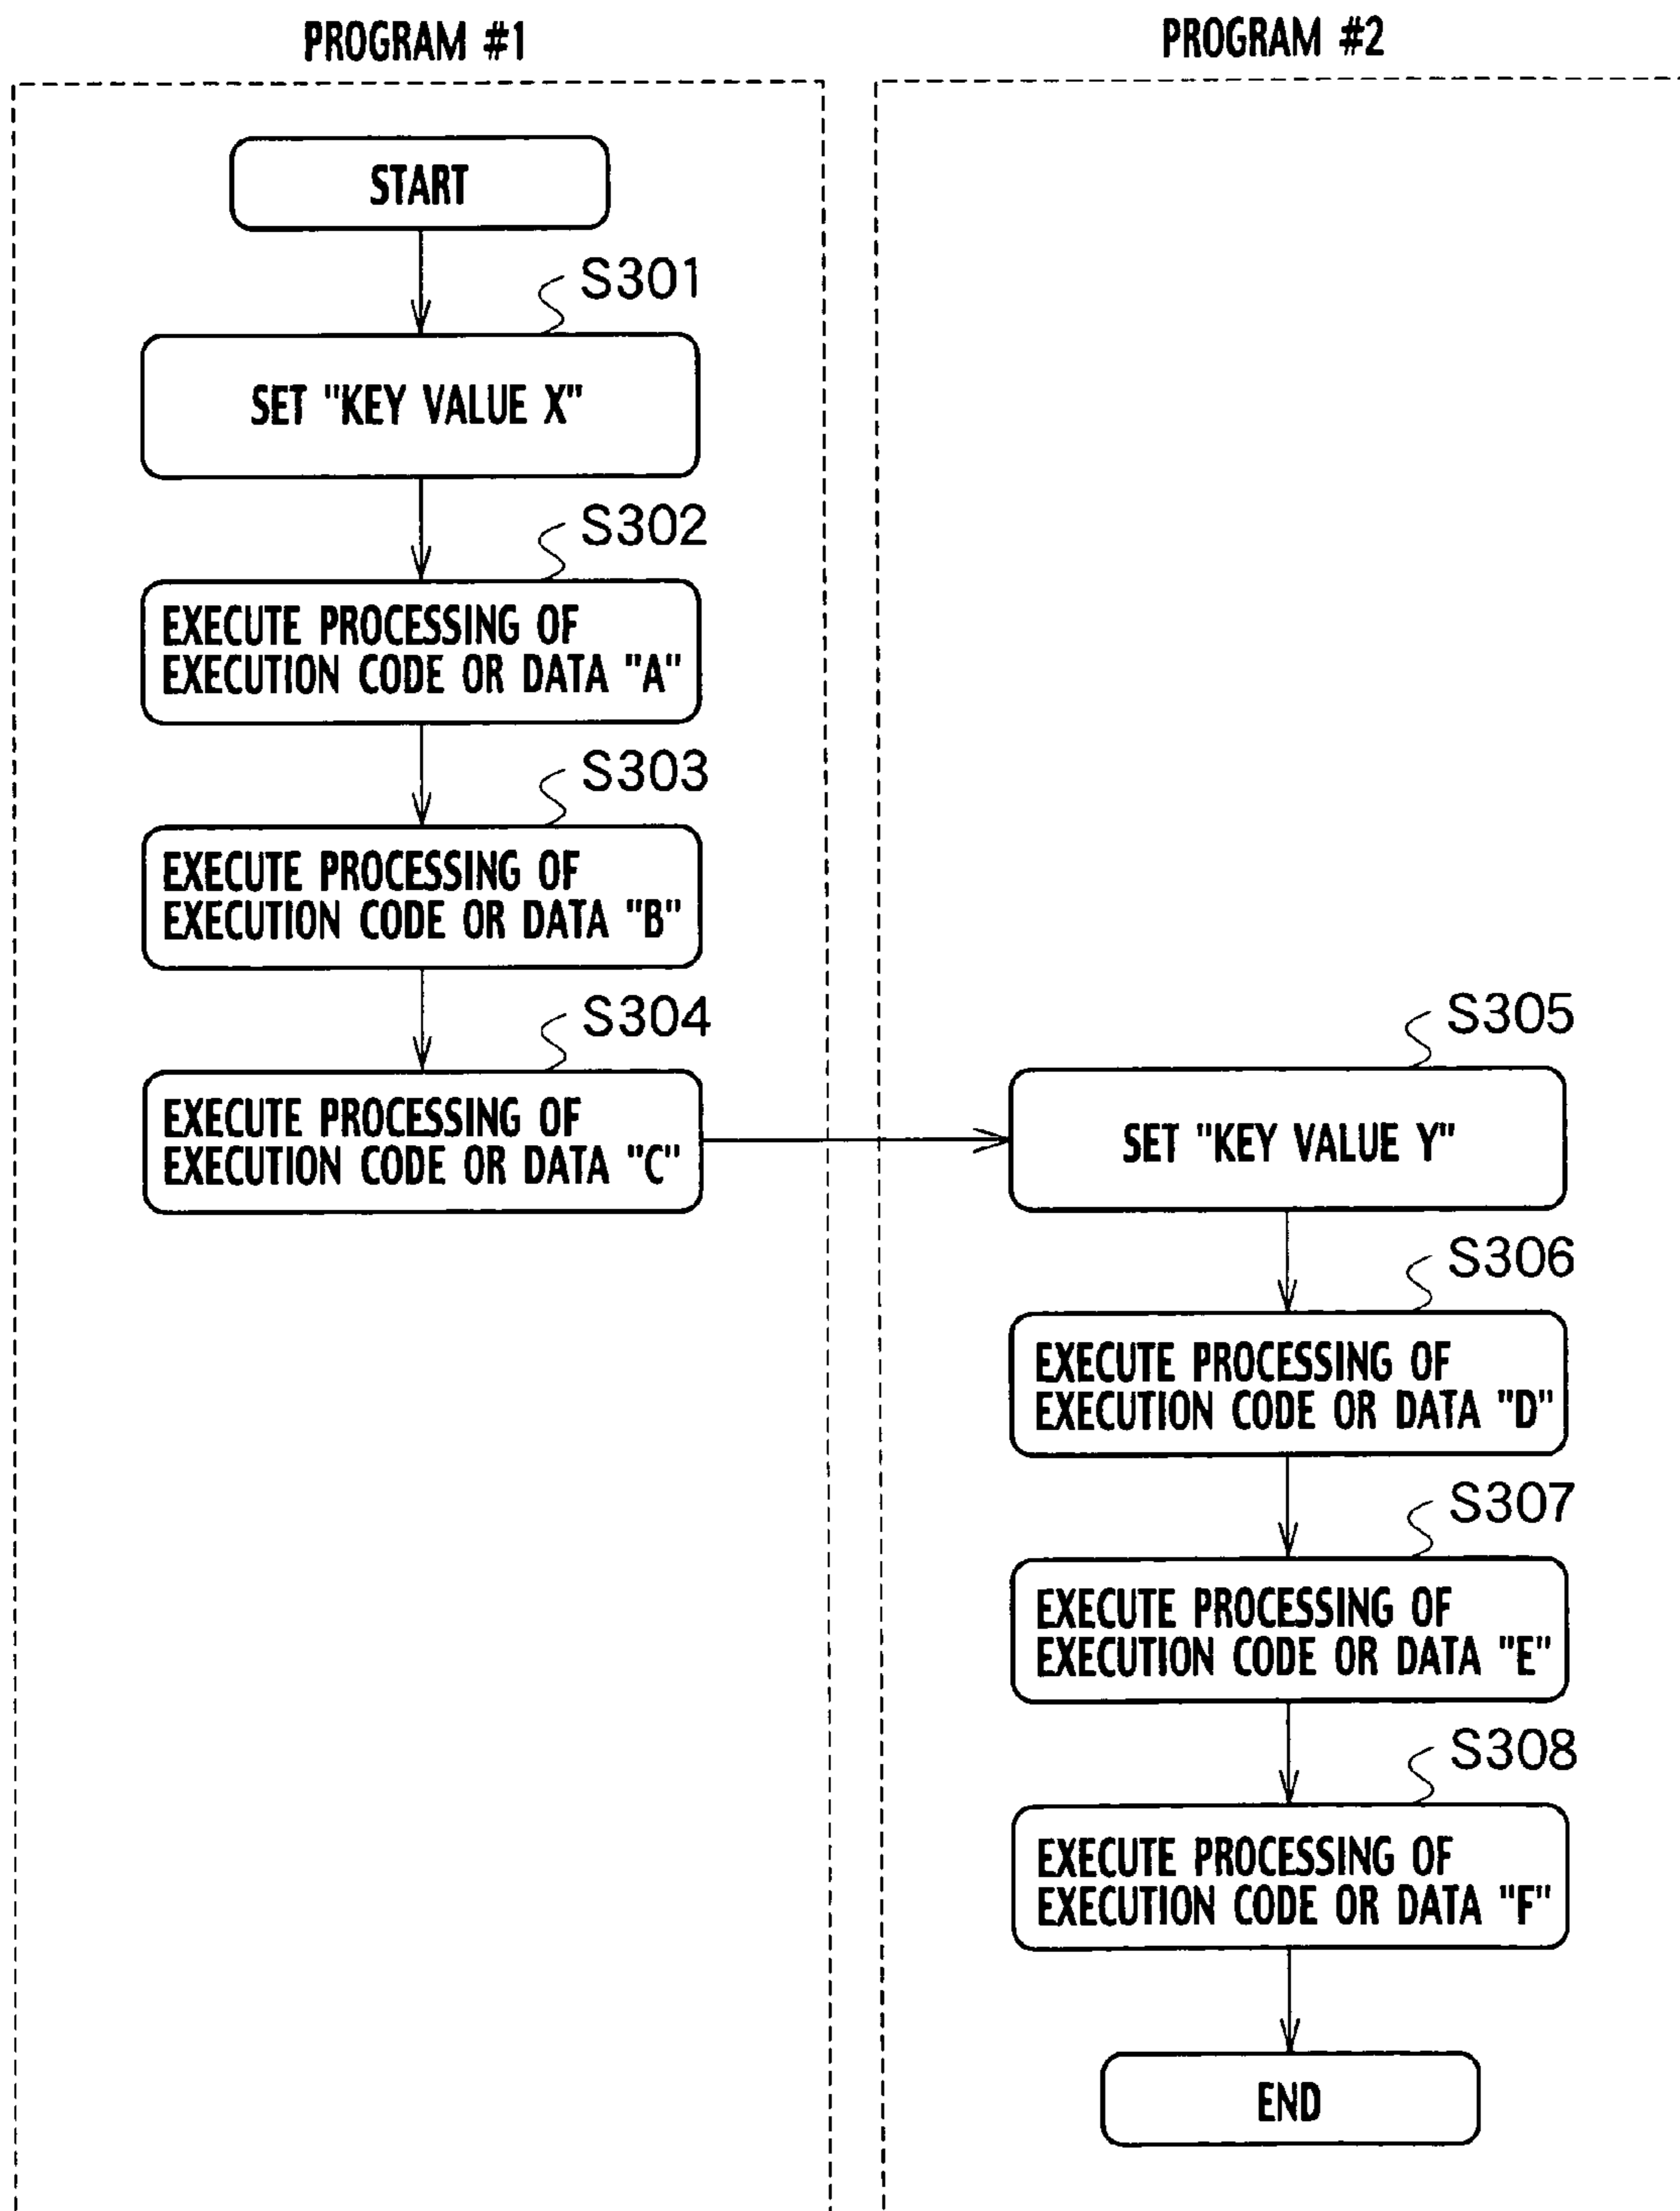 PROGRAM #1
START
S301
SET "KEY VALUE X"
S302
EXECUTE PROCESSING OF
EXECUTION CODE OR DATA "A"
S303
EXECUTE PROCESSING OF
EXECUTION CODE OR DATA "B"
S304
EXECUTE PROCESSING OF
EXECUTION CODE OR DATA "C"
PROGRAM #2
S305
SET "KEY VALUE Y"
S306
EXECUTE PROCESSING OF
EXECUTION CODE OR DATA "D"
S307
EXECUTE PROCESSING OF
EXECUTION CODE OR DATA "E"
S308
EXECUTE PROCESSING OF
EXECUTION CODE OR DATA "F"
END